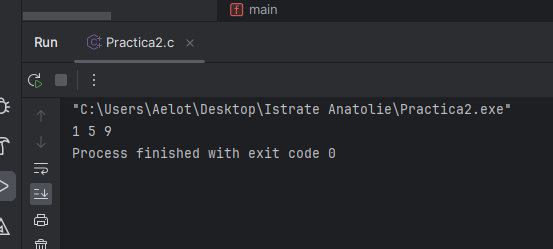 main
Run
Practica2.c
"C:\Users\Aelot\Desktop\Istrate Anatolie\Practica2.exe"
1 5 9
Process finished with exit code 0